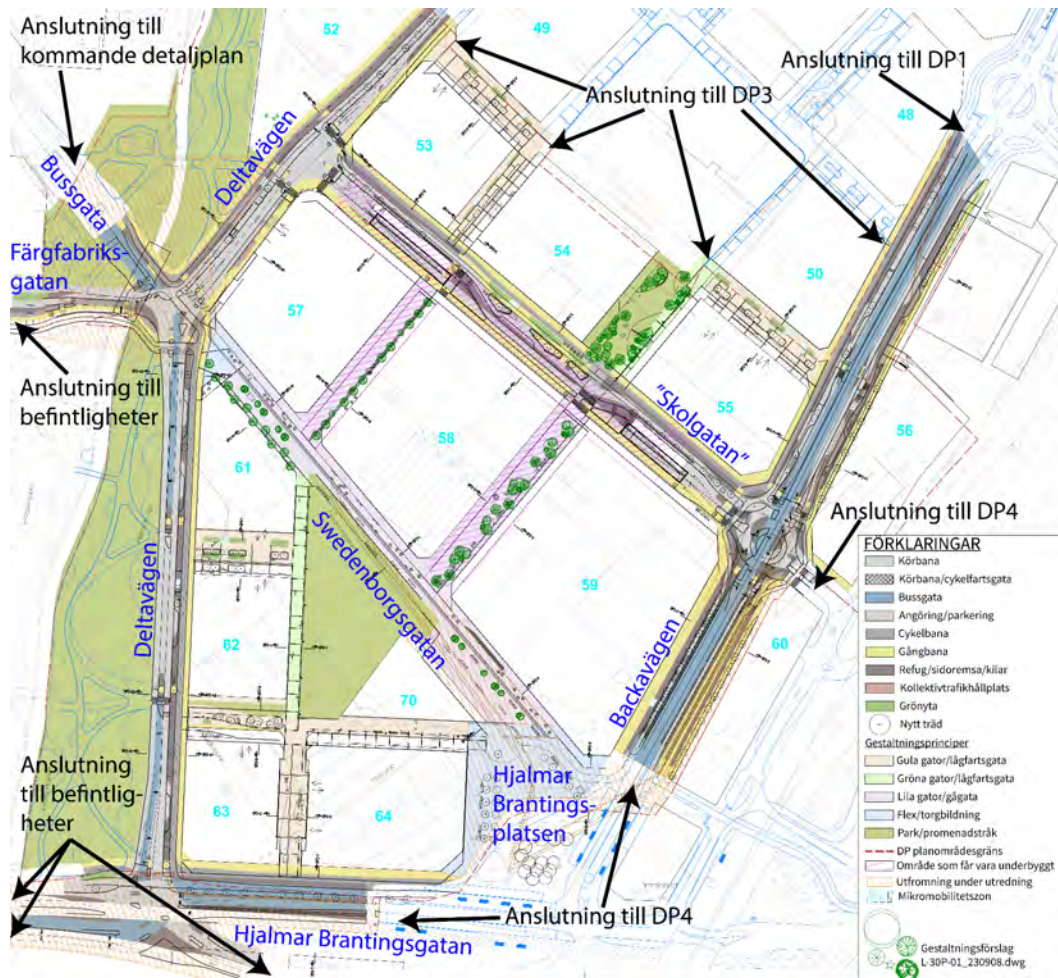 Anslutning till
kommande detaljplan
52
49
Anslutning till DP1
Anslutning till DP3
48
Deltavägen
53
Bussgata
Färgfabriks-
gatan
54
50
57
Anslutning till
befintligheter
"Skolgatan"
55
58
56
61
Anslutning till DP4
Swedenborgsgatan
59
Deltavägen
62
60
Backavägen
70
Hjalmar
Brantings-
platsen
Anslutning
till befintlig-
heter
63
64
Anslutning till DP4
Hjalmar Brantingsgatan
FÖRKLARINGAR
Körbana
Körbana/cykelfartsgata
Bussgata
Angöring/parkering
Cykelbana
Gångbana
Refug/sidoremsa/kilar
Kollektivtrafikhållplats
Grönyta
Nytt träd
Gestaltningsprinciper
Gula gator/lågfartsgata
Gröna gator/lågfartsgata
Lila gator/gågata
Flex/torgbildning
Park/promenadstråk
DP planområdesgräns
Område som får vara underbyggt
Utfromning under utredning
Mikromobilitetszon
Gestaltningsförslag
L-30P-01_230908.dwg